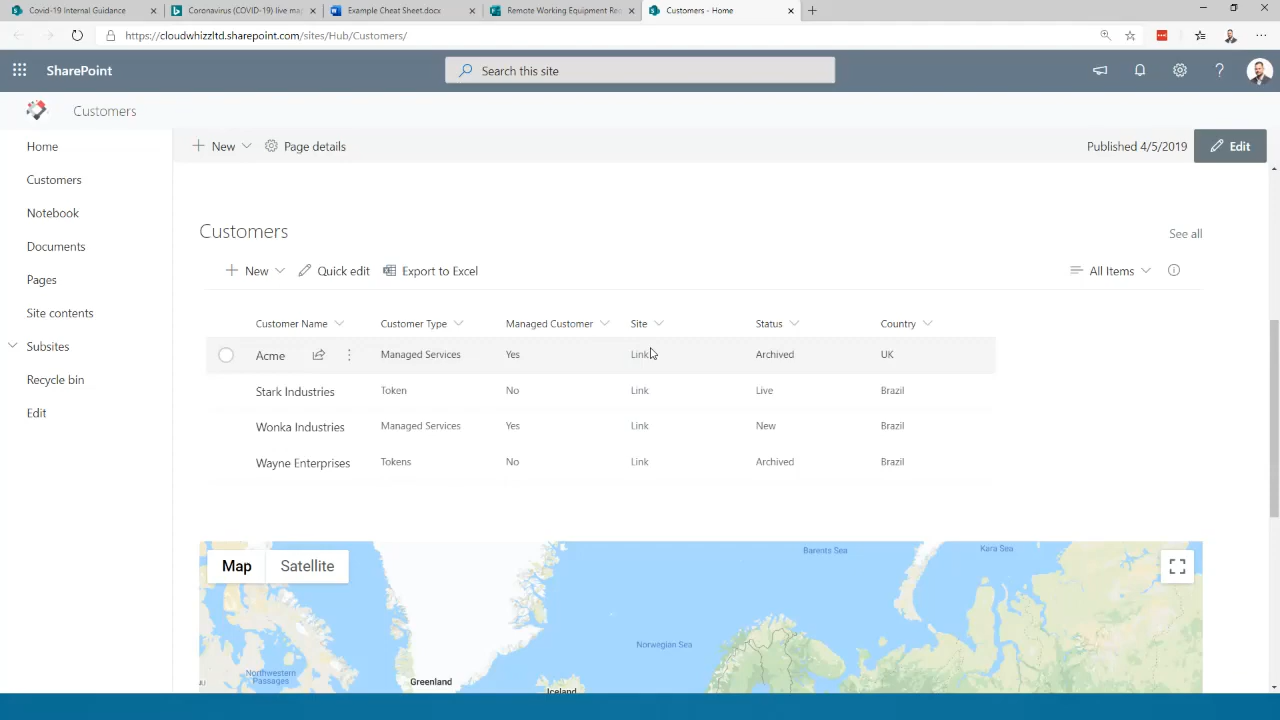 Covid-19 Internal Guidance
Coronavirus (COVID-19) live ma
Example Cheat Sheet.docx
Remote Working Equipment Re
Customers - Home
https://cloudwhizzltd.sharepoint.com/sites/Hub/Customers/
SharePoint
Search this site
Customers
Home
Customers
Notebook
Documents
Pages
Site contents
Subsites
Recycle bin
Edit
New
Page details
Published 4/5/2019
Edit
Customers
See all
New
Quick edit
Export to Excel
All Items
Customer Name Customer Type Managed Customer Site Status Country
Acme Managed Services Yes Link Archived UK
Stark Industries Token No Link Live Brazil
Wonka Industries Managed Services Yes Link New Brazil
Wayne Enterprises Tokens No Link Archived Brazil
Map
Satellite
Barents Sea
Kara Sea
Norwegian Sea
Northwestern
Passages
Greenland
Iceland